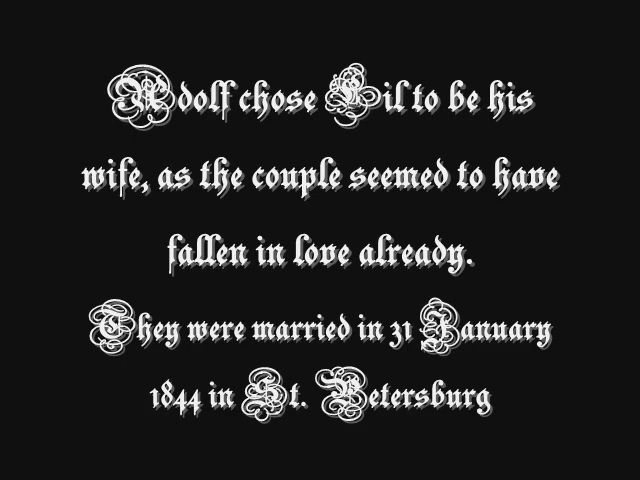 Adolf chose Lil to be his
wife, as the couple seemed to have
fallen in love already.
They were married in 31 January
1844 in St. Petersburg